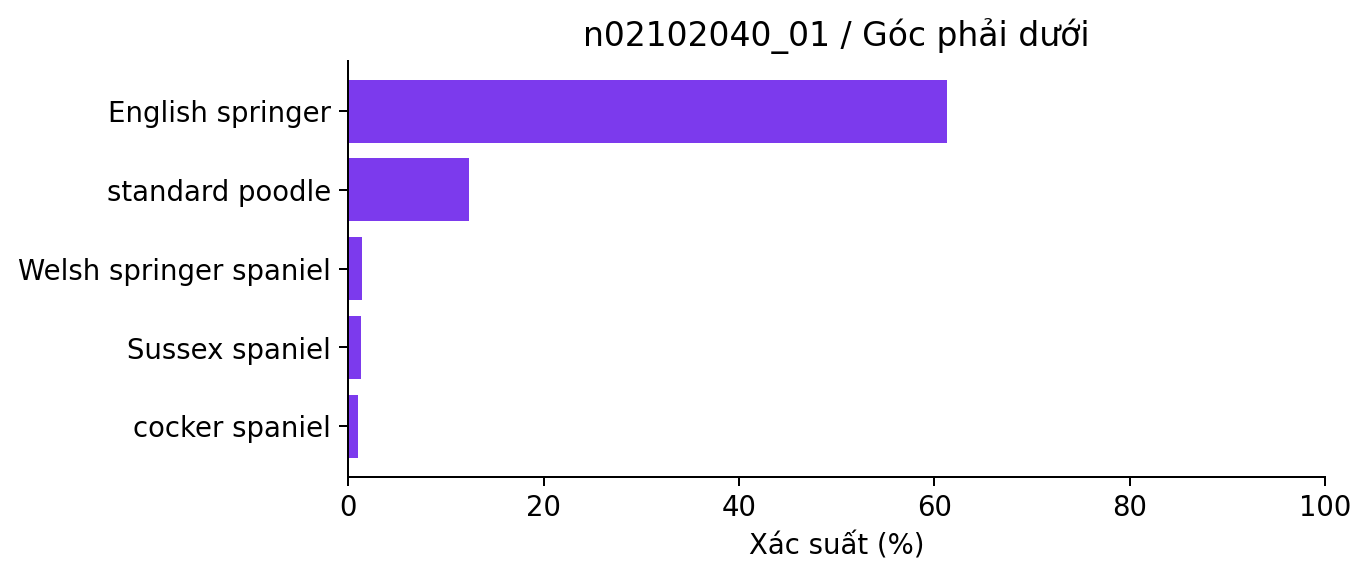 n02102040_01 / Góc phải dưới
English springer
standard poodle
Welsh springer spaniel
Sussex spaniel
cocker spaniel
0 20 40 60 80 100
Xác suất (%)